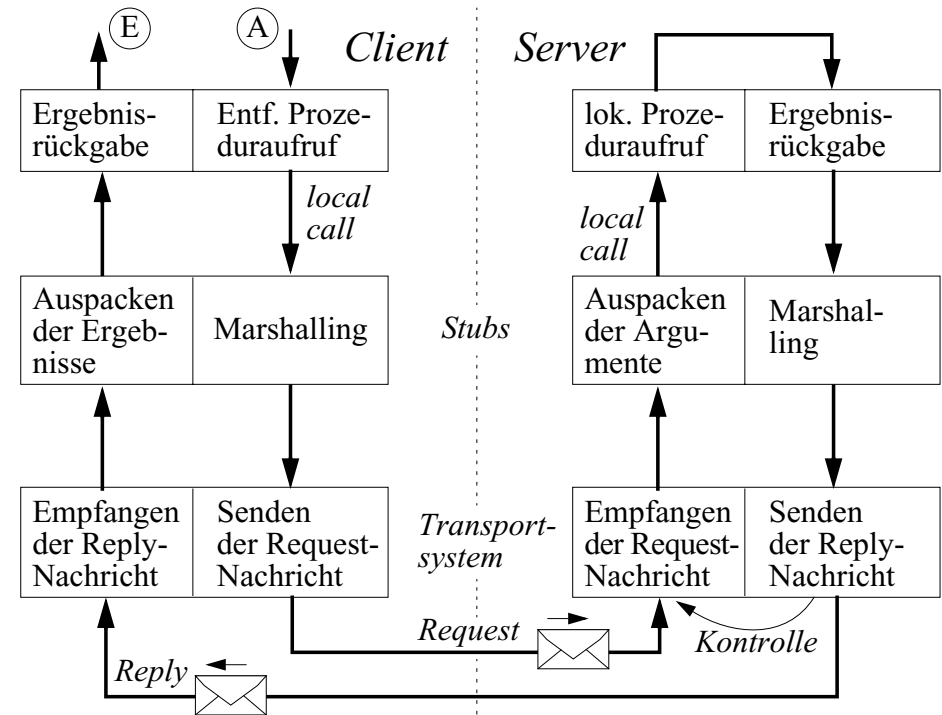 E
A
Client
Server
Ergebnis-
rückgabe
Entf. Proze-
duraufruf
lok. Proze-
duraufruf
Ergebnis-
rückgabe
local
call
local
call
Auspacken
der Ergeb-
nisse
Marshalling
Stubs
Auspacken
der Argu-
mente
Marshal-
ling
Empfangen
der Reply-
Nachricht
Senden
der Request-
Nachricht
Transport-
system
Empfangen
der Request-
Nachricht
Senden
der Reply-
Nachricht
Request
Kontrolle
Reply